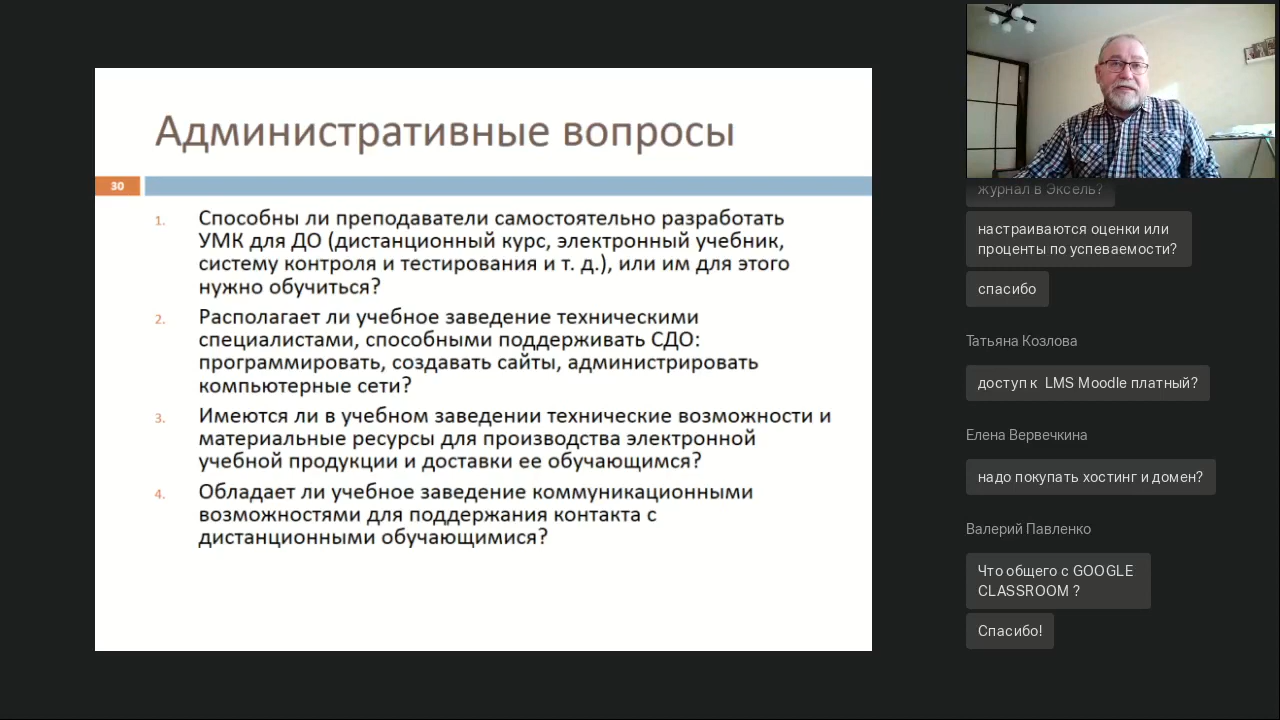 Административные вопросы
30
1. Способны ли преподаватели самостоятельно разработать
УМК для ДО (дистанционный курс, электронный учебник,
систему контроля и тестирования и т. д.), или им для этого
нужно обучиться?
2. Располагает ли учебное заведение техническими
специалистами, способными поддерживать СДО:
программировать, создавать сайты, администрировать
компьютерные сети?
3. Имеются ли в учебном заведении технические возможности и
материальные ресурсы для производства электронной
учебной продукции и доставки ее обучающимся?
4. Обладает ли учебное заведение коммуникационными
возможностями для поддержания контакта с
дистанционными обучающимися?
журнал в Эксель?
настраиваются оценки или
проценты по успеваемости?
спасибо
Татьяна Козлова
доступ к LMS Moodle платный?
Елена Вервечкина
надо покупать хостинг и домен?
Валерий Павленко
Что общего с GOOGLE
CLASSROOM ?
Спасибо!